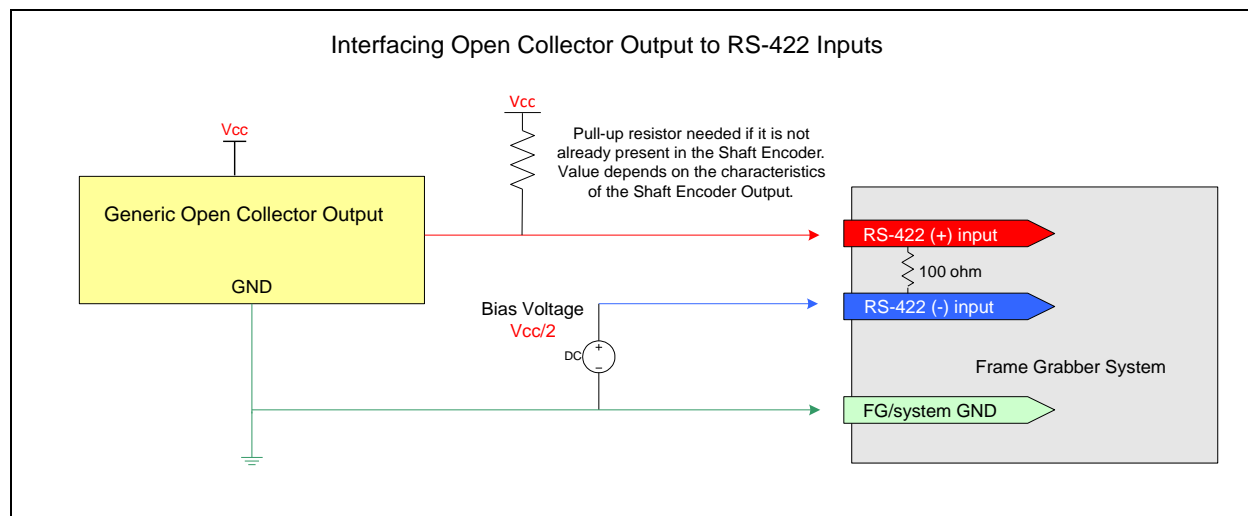 Interfacing Open Collector Output to RS-422 Inputs
Vcc
Vcc
Pull-up resistor needed if it is not
already present in the Shaft Encoder.
Value depends on the characteristics
of the Shaft Encoder Output.
Generic Open Collector Output
GND
RS-422 (+) input
100 ohm
RS-422 (-) input
Bias Voltage
Vcc/2
DC
+
−
Frame Grabber System
FG/system GND